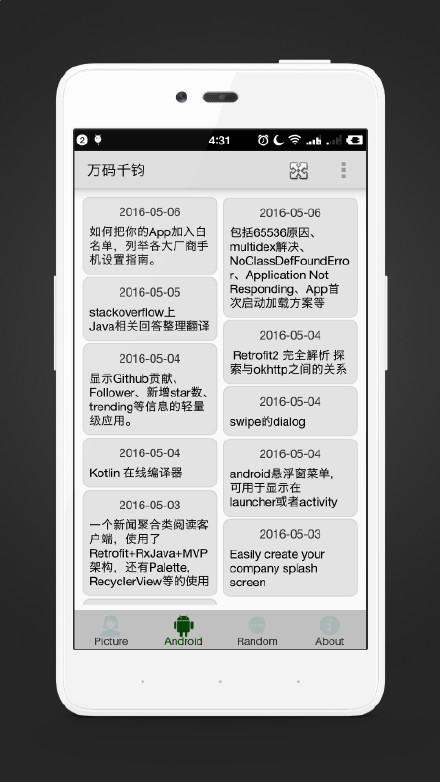 2
4:31
万码千钧
2016-05-06
如何把你的App加入白
名单，列举各大厂商手
机设置指南。
2016-05-05
stackoverflow上
Java相关回答整理翻译
2016-05-04
显示Github贡献、
Follower、新增star数、
trending等信息的轻量
级应用。
2016-05-04
Kotlin 在线编译器
2016-05-03
一个新闻聚合类阅读客
户端，使用了
Retrofit+RxJava+MVP
架构，还有Palette,
RecyclerView等的使用
2016-05-06
包括65536原因、
multidex解决、
NoClassDefFoundErro
r、Application Not
Responding、App首
次启动加载方案等
2016-05-04
Retrofit2 完全解析 探
索与okhttp之间的关系
2016-05-04
swipe的dialog
2016-05-04
android悬浮窗菜单，
可用于显示在
launcher或者activity
2016-05-03
Easily create your
company splash
screen
Picture
Android
Random
About